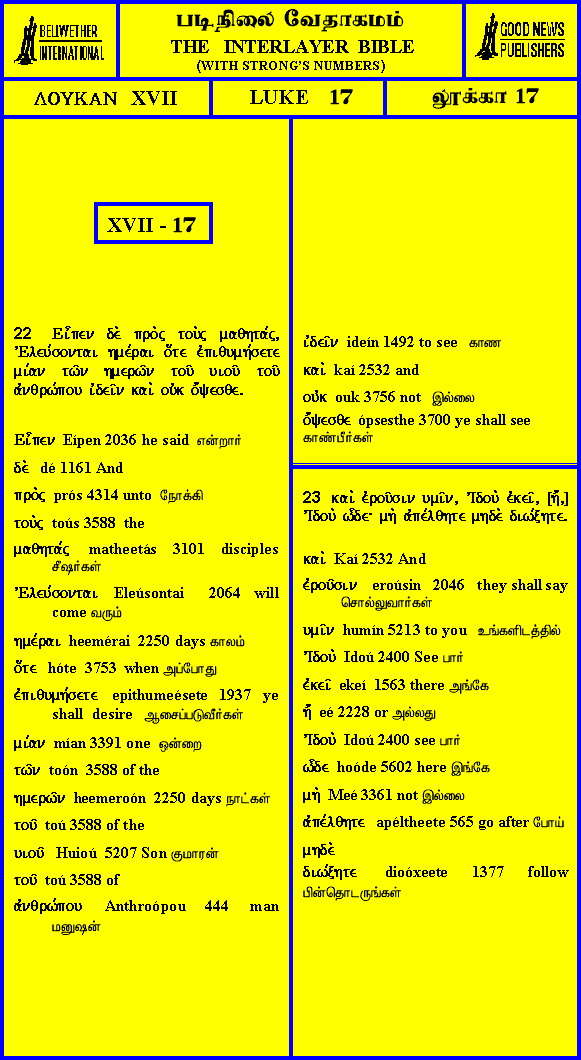 BELLWETHER
INTERNATIONAL
படிநிலை வேதாகமம்
THE INTERLAYER BIBLE
(WITH STRONG'S NUMBERS)
GOOD NEWS
PUBLISHERS
ΛΟΥΚΑΝ XVII
LUKE 17
லூக்கா 17
XVII - 17
22 Εἶπεν δὲ πρὸς τοὺς μαθητάς,
Ἐλεύσονται ημέραι ὅτε ἐπιθυμήσετε
μίαν τῶν ημερῶν τοῦ υιοῦ τοῦ
ἀνθρώπου ἰδεῖν καὶ οὐκ ὄψεσθε.
Εἶπεν Eípen 2036 he said என்றார்
δὲ dé 1161 And
πρὸς prós 4314 unto நோக்கி
τοὺς toús 3588 the
μαθητάς matheetás 3101 disciples
சீஷர்கள்
Ἐλεύσονται Eleúsontai 2064 will
come வரும்
ημέραι heemérai 2250 days காலம்
ὅτε hóte 3753 when அப்போது
ἐπιθυμήσετε epithumeésete 1937 ye
shall desire ஆசைப்படுவீர்கள்
μίαν mían 3391 one ஒன்றை
τῶν toón 3588 of the
ημερῶν heemeroón 2250 days நாட்கள்
τοῦ toú 3588 of the
υιοῦ Huioú 5207 Son குமாரன்
τοῦ toú 3588 of
ἀνθρώπου Anthroópou 444 man
மனுஷன்
ἰδεῖν ideín 1492 to see காண
καὶ kaí 2532 and
οὐκ ouk 3756 not இல்லை
ὄψεσθε ópsesthe 3700 ye shall see
காண்பீர்கள்
23 καὶ ἐροῦσιν υμῖν, Ἰδοὺ ἐκεῖ, [ἤ,]
Ἰδοὺ ὧδε· μὴ ἀπέλθητε μηδὲ διώξητε.
καὶ Kaí 2532 And
ἐροῦσιν eroúsin 2046 they shall say
சொல்லுவார்கள்
υμῖν humín 5213 to you உங்களிடத்தில்
Ἰδοὺ Idoú 2400 See பார்
ἐκεῖ ekeí 1563 there அங்கே
ἤ eé 2228 or அல்லது
Ἰδοὺ Idoú 2400 see பார்
ὧδε hoóde 5602 here இங்கே
μὴ Meé 3361 not இல்லை
ἀπέλθητε apéltheete 565 go after போய்
μηδὲ
διώξητε dioóxeete 1377 follow
பின்தொடருங்கள்